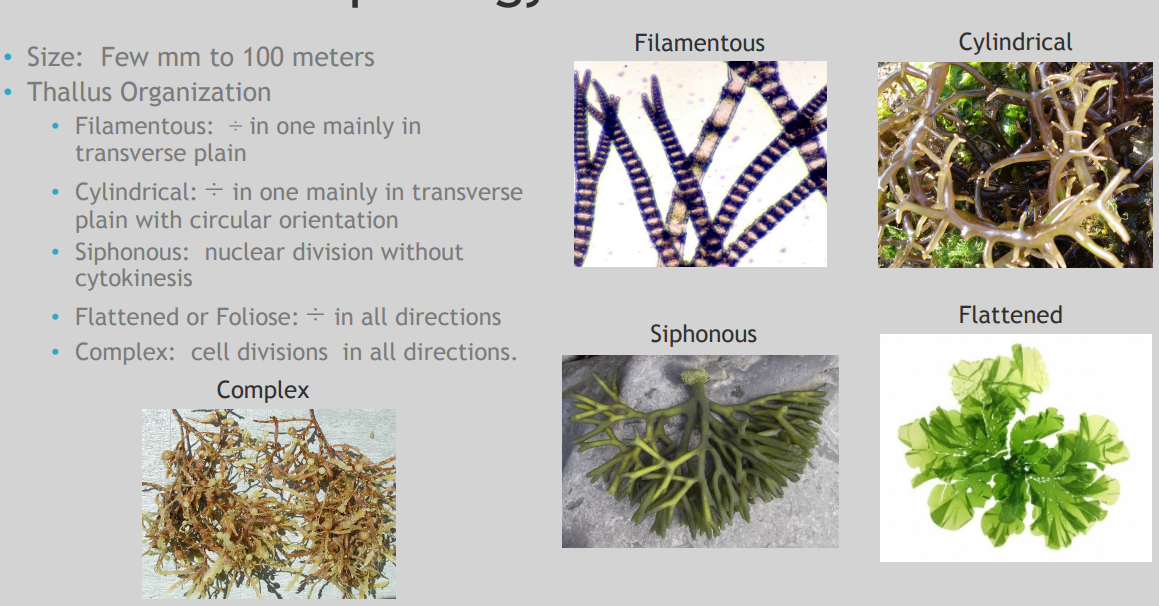 • Size: Few mm to 100 meters
• Thallus Organization
• Filamentous: ÷ in one mainly in
transverse plain
• Cylindrical: ÷ in one mainly in transverse
plain with circular orientation
• Siphonous: nuclear division without
cytokinesis
• Flattened or Foliose: ÷ in all directions
• Complex: cell divisions in all directions.
Complex
Filamentous
Cylindrical
Siphonous
Flattened